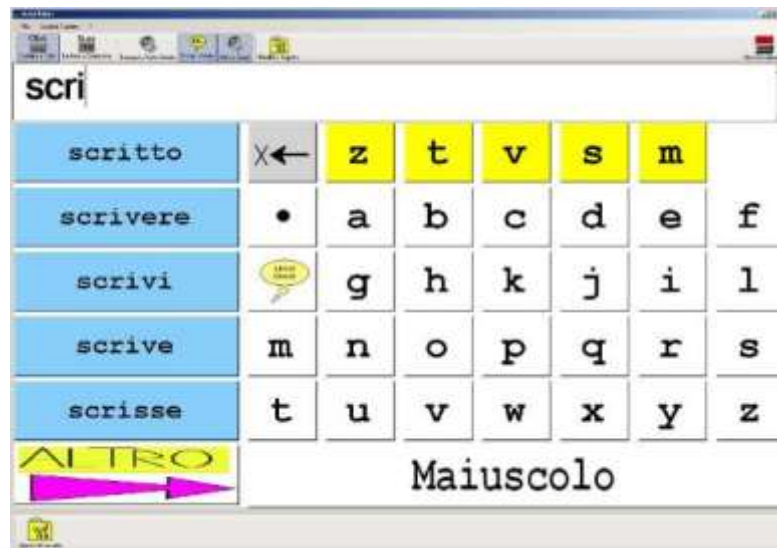 scri
scritto z t v s m
scrivere a b c d e f
scrivi g h k j i l
scrive m n o p q r s
scrisse t u v w x y z
ALTRO Maiuscolo